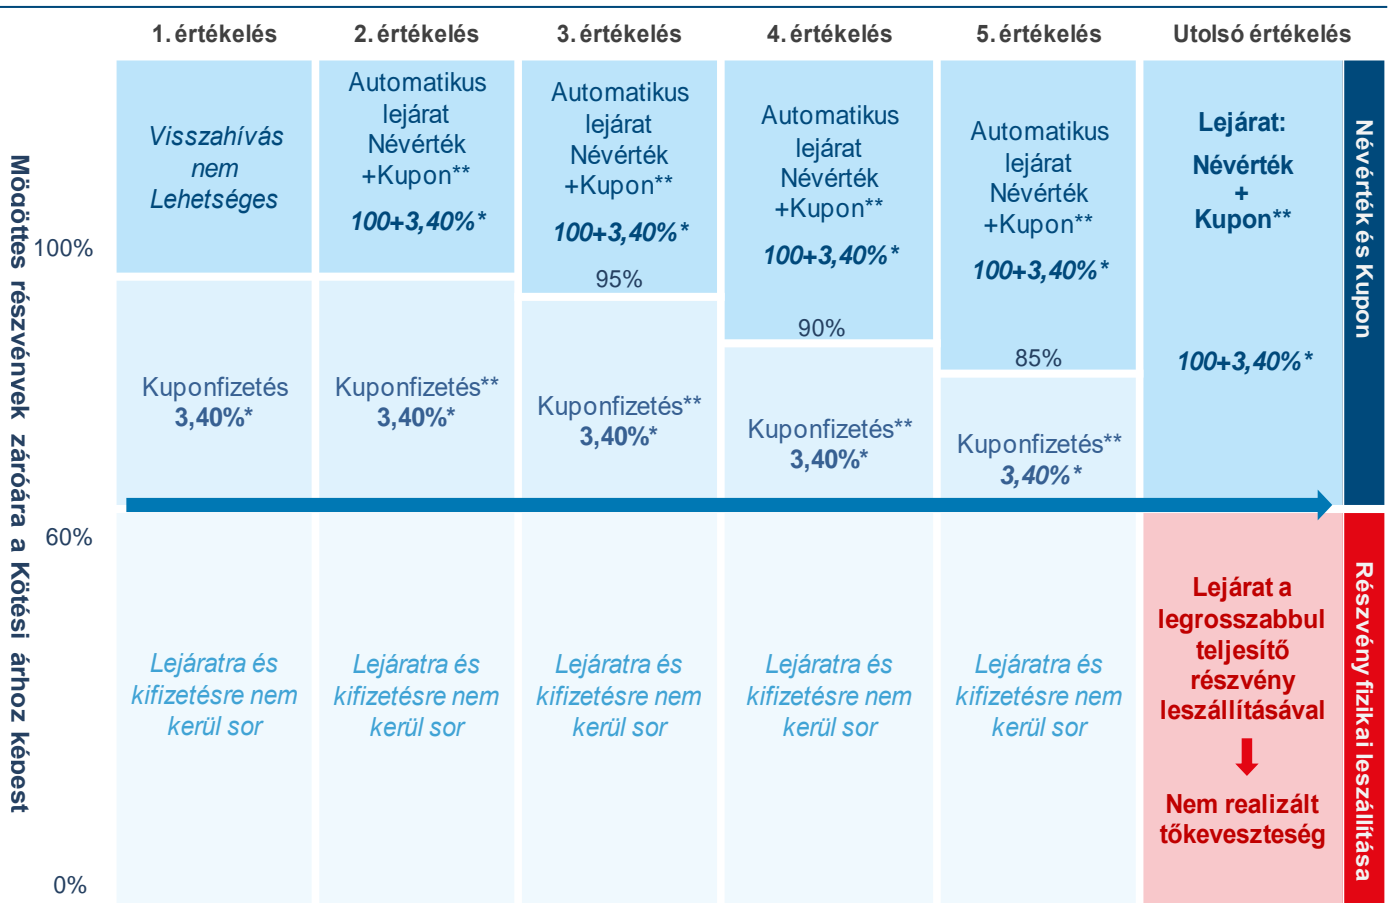 1. értékelés
2. értékelés
3. értékelés
4. értékelés
5. értékelés
Utolsó értékelés
Mögöttes részvények záróára a Kötési árhoz képest
100%
60%
0%
Visszahívás
nem
Lehetséges
Kuponfizetés
3,40%*
Lejáratra és
kifizetésre nem
kerül sor
Automatikus
lejárat
Névérték
+Kupon**
100+3,40%*
Kuponfizetés**
3,40%*
Lejáratra és
kifizetésre nem
kerül sor
Automatikus
lejárat
Névérték
+Kupon**
100+3,40%*
95%
Kuponfizetés**
3,40%*
Lejáratra és
kifizetésre nem
kerül sor
Automatikus
lejárat
Névérték
+Kupon**
100+3,40%*
90%
Kuponfizetés**
3,40%*
Lejáratra és
kifizetésre nem
kerül sor
Automatikus
lejárat
Névérték
+Kupon**
100+3,40%*
85%
Kuponfizetés**
3,40%*
Lejáratra és
kifizetésre nem
kerül sor
Lejárat:
Névérték
+
Kupon**
100+3,40%*
Lejárat a
legrosszabbul
teljesítő
részvény
leszállításával
Nem realizált
tőkeveszteség
Névérték és Kupon
Részvény fizikai leszállítása